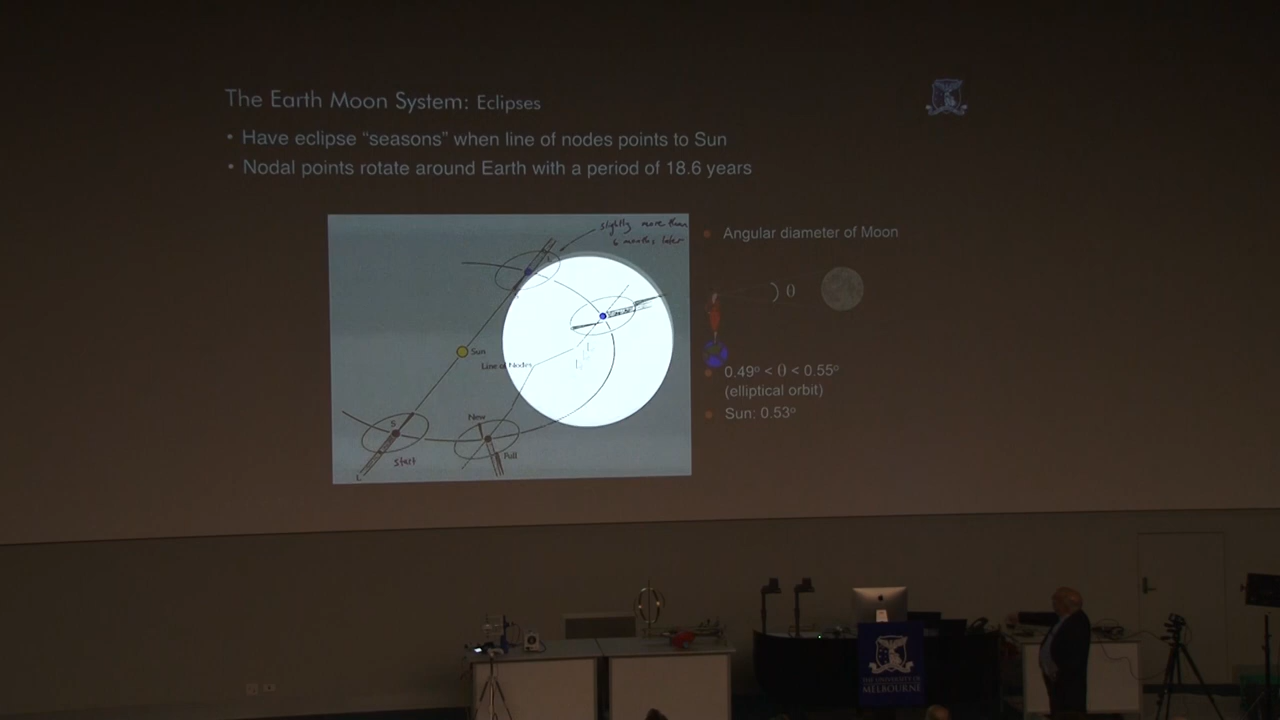 The Earth Moon System: Eclipses
• Have eclipse “seasons” when line of nodes points to Sun
• Nodal points rotate around Earth with a period of 18.6 years
slightly more than
6 months later
Sun
Line of Nodes
New
S
Full
Start
L
Angular diameter of Moon
θ
0.49° < θ < 0.55°
(elliptical orbit)
Sun: 0.53°
THE UNIVERSITY OF
MELBOURNE